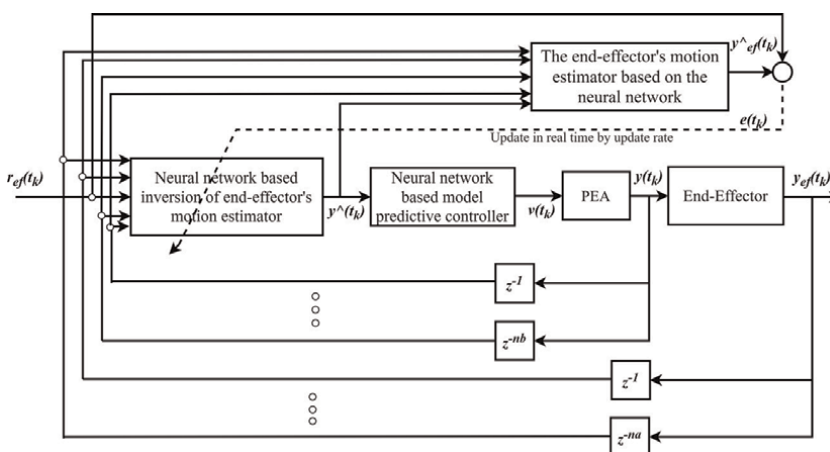 y^ef(tk)
The end-effector's motion
estimator based on the
neural network
e(tk)
Update in real time by update rate
ref(tk)
Neural network based
inversion of end-effector's
motion estimator
y^(tk)
Neural network
based model
predictive controller
v(tk)
PEA
y(tk)
End-Effector
yef(tk)
z-1
z-nb
z-1
z-na